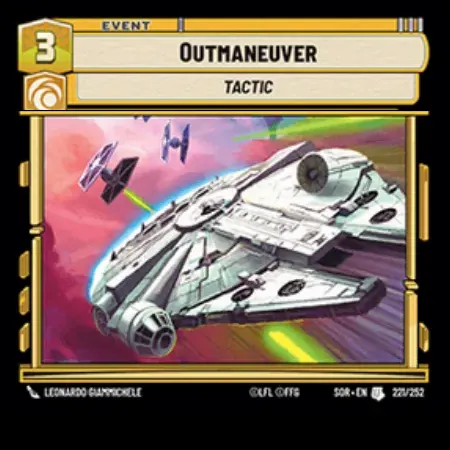 EVENT
3
OUTMANEUVER
TACTIC
LEONARDO GIAMMICHELE ©LFL ©FFG SOR • EN U 221/252